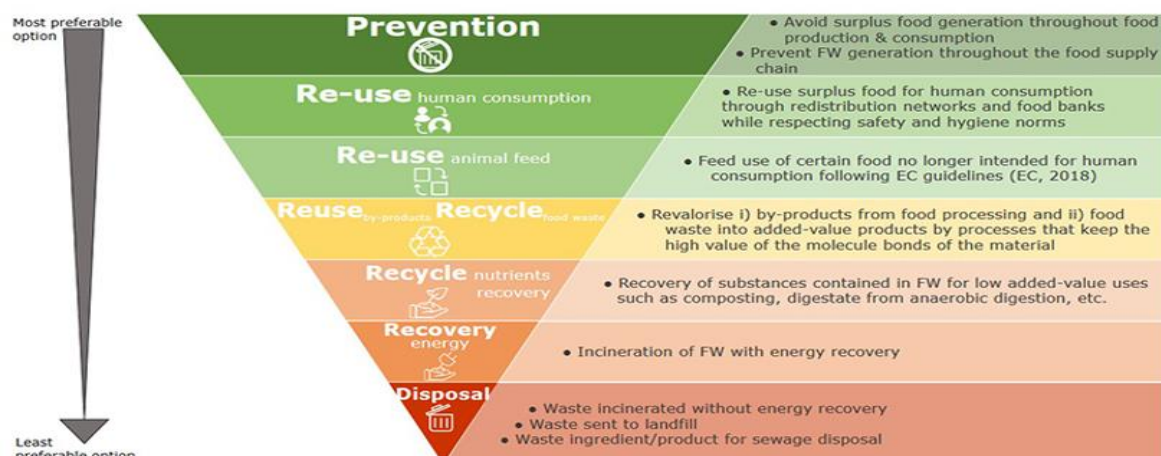 Most preferable
option
Prevention
• Avoid surplus food generation throughout food
production & consumption
• Prevent FW generation throughout the food supply
chain
Re-use human consumption
• Re-use surplus food for human consumption
through redistribution networks and food banks
while respecting safety and hygiene norms
Re-use animal feed
• Feed use of certain food no longer intended for human
consumption following EC guidelines (EC, 2018)
Reuse by-products Recycle food waste
• Revalorise i) by-products from food processing and ii) food
waste into added-value products by processes that keep the
high value of the molecule bonds of the material
Recycle nutrients
recovery
• Recovery of substances contained in FW for low added-value uses
such as composting, digestate from anaerobic digestion, etc.
Recovery
energy
• Incineration of FW with energy recovery
Disposal
• Waste incinerated without energy recovery
• Waste sent to landfill
• Waste ingredient/product for sewage disposal
Least
preferable option